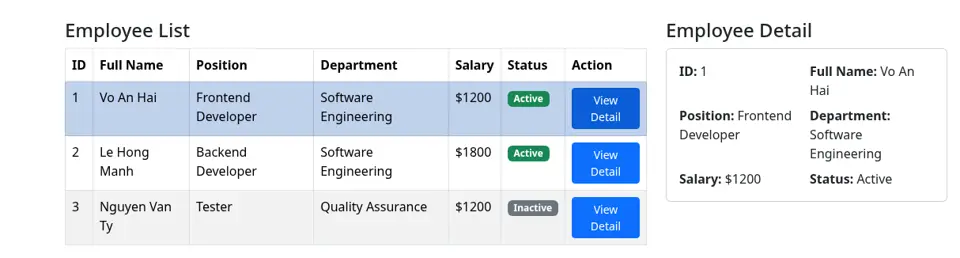 Employee List
ID Full Name Position Department Salary Status Action
1 Vo An Hai Frontend Developer Software Engineering $1200 Active View Detail
2 Le Hong Manh Backend Developer Software Engineering $1800 Active View Detail
3 Nguyen Van Ty Tester Quality Assurance $1200 Inactive View Detail
Employee Detail
ID: 1 Full Name: Vo An Hai
Position: Frontend Developer Department: Software Engineering
Salary: $1200 Status: Active